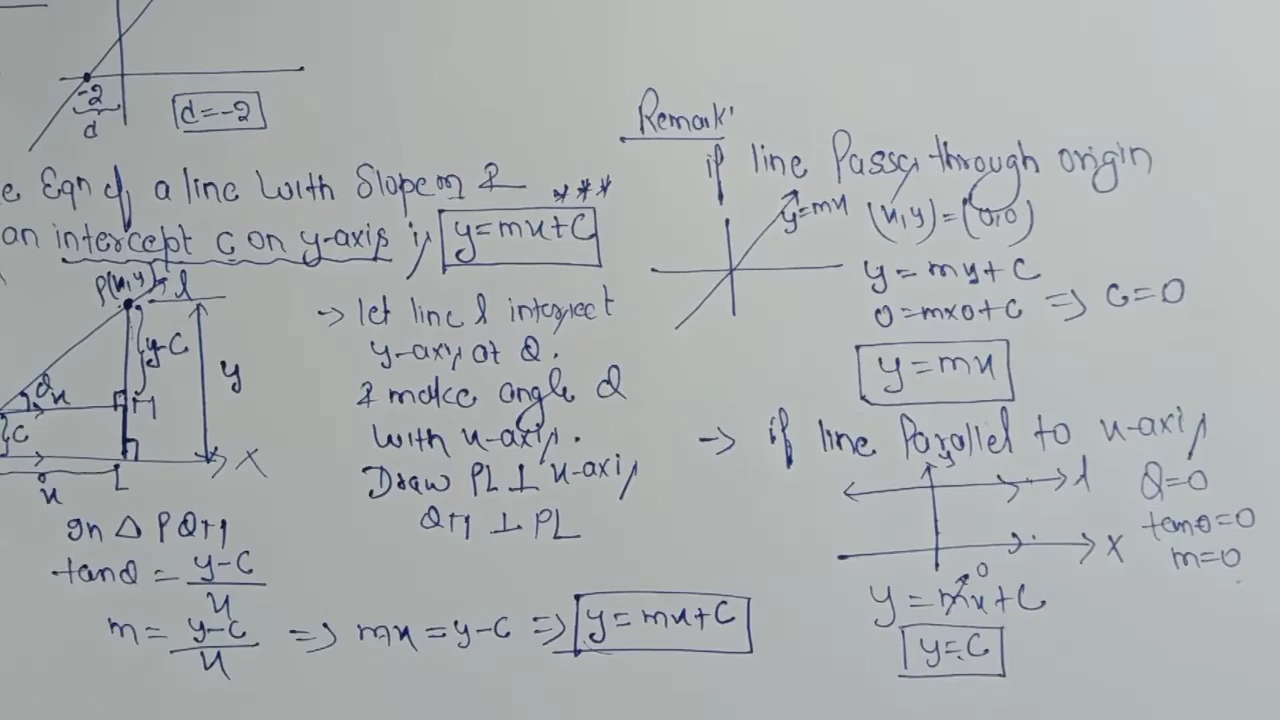 -2
d
d=-2
e Eqn of a line with Slope m & ***
an intercept C on y-axis is y=mx+C
P(x,y) l
y-C
y
θ
x
M
C
X
x
L
→ let line l intersect
y-axis at Q.
& make angle θ
with x-axis.
Draw PL ⊥ x-axis
QM ⊥ PL
In △ PQM
tanθ = y-C/x
m = y-C/x ⇒ mx = y-C ⇒ y=mx+C
Remark:
if line Passes through origin
y=mx
(x,y)=(0,0)
y = mx+C
0=m×0+C ⇒ C=0
y=mx
→ if line Parallel to x-axis
y
l
X
θ=0
tanθ=0
m=0
0
y = mx+C
y=C